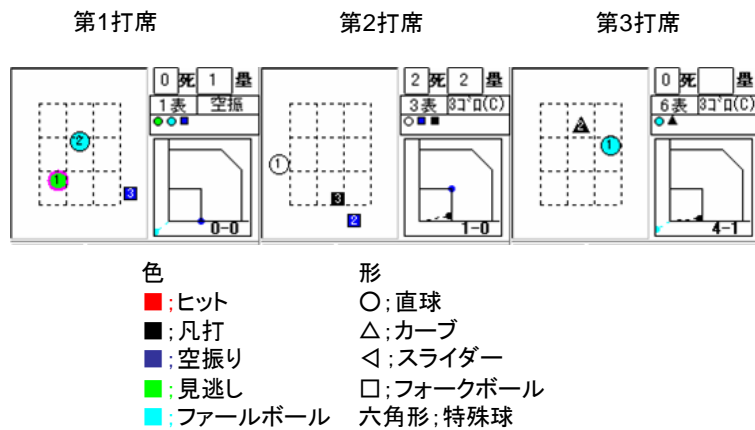 第1打席 第2打席 第3打席
0 死 1 塁 2 死 2 塁 0 死 塁
1表 空振 3表 3ゴロ(C) 6表 3ゴロ(C)
2 1 3 1 3 2 2 1
0-0 1-0 4-1
色 形
■;ヒット ○;直球
■;凡打 △;カーブ
■;空振り ◁;スライダー
■;見逃し □;フォークボール
■;ファールボール 六角形;特殊球